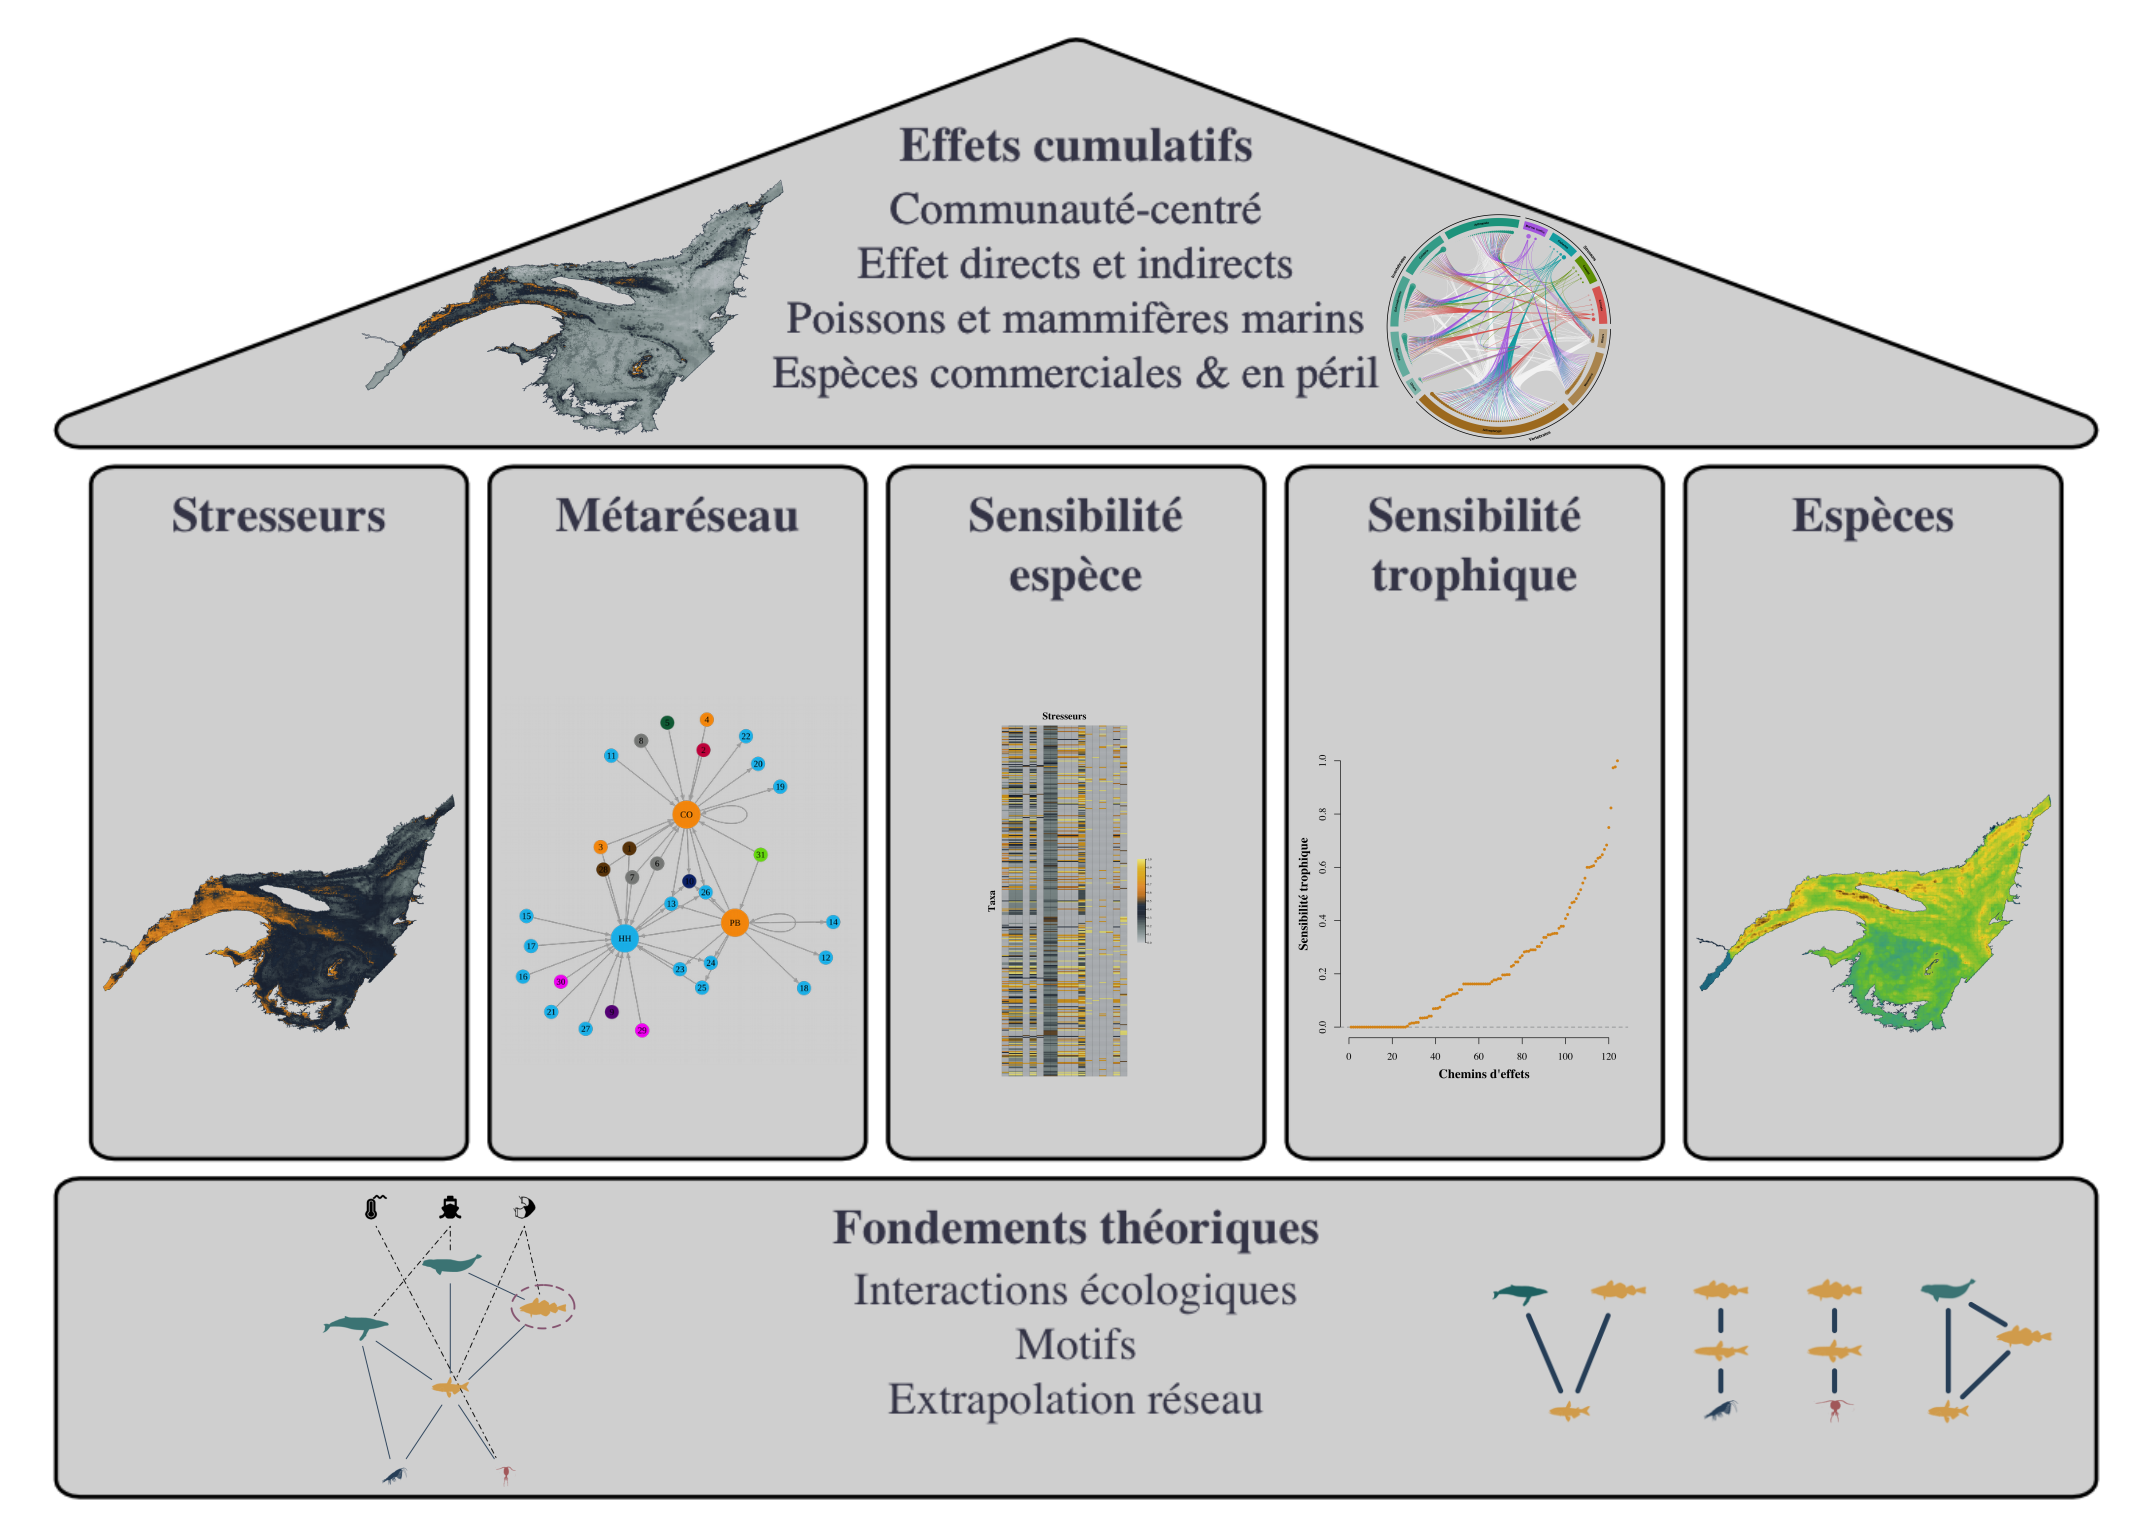 Effets cumulatifs
Communauté-centré
Effet directs et indirects
Poissons et mammifères marins
Espèces commerciales & en péril
Stresseurs
Métaréseau
5
4
8
2
22
11
20
19
CO
3
31
6
7
26
13
15
PB
14
HH
17
12
24
23
16
30
25
18
21
27
29
Sensibilité
espèce
Stresseurs
Taxa
Sensibilité
trophique
Sensibilité trophique
1.0
0.8
0.6
0.4
0.2
0.0
0 20 40 60 80 100 120
Chemins d'effets
Espèces
Fondements théoriques
Interactions écologiques
Motifs
Extrapolation réseau